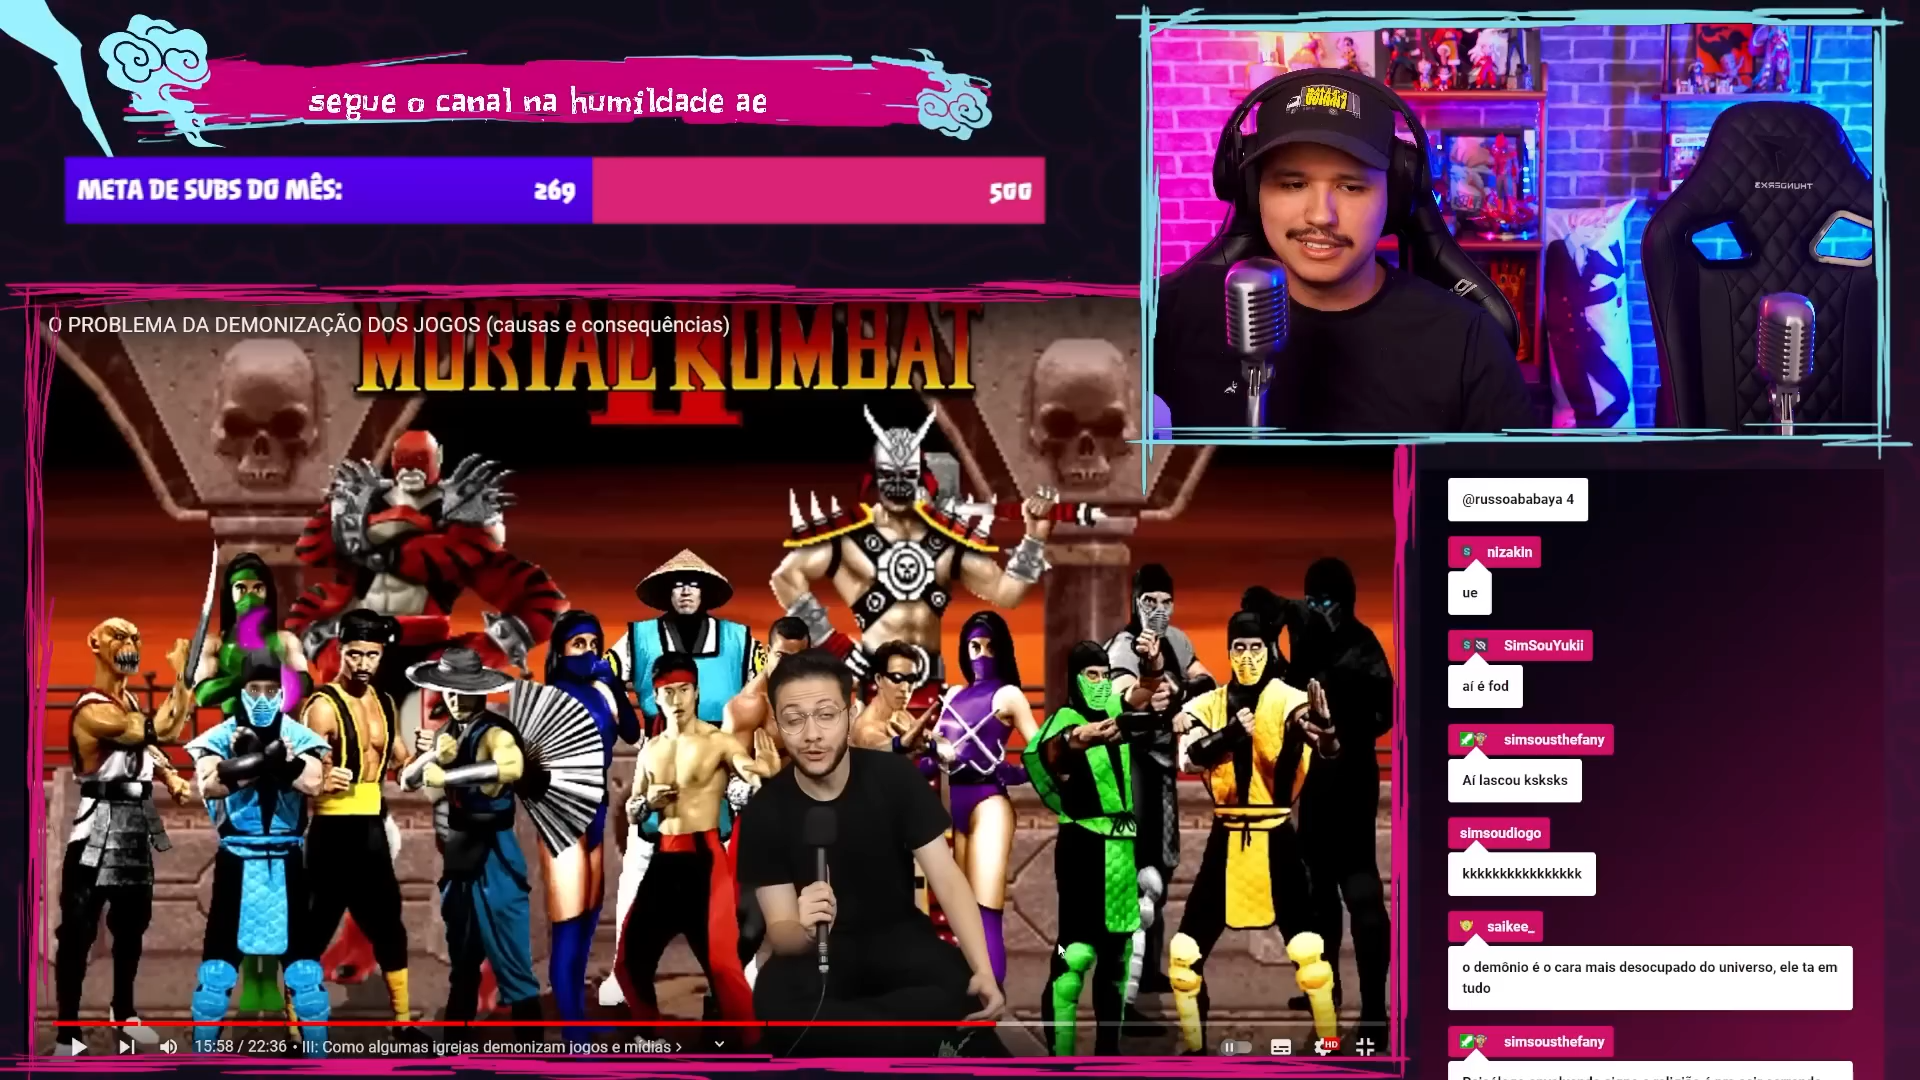 segue o canal na humildade ae
META DE SUBS DO MÊS: 269 500
O PROBLEMA DA DEMONIZAÇÃO DOS JOGOS (causas e consequências)
MORTAL KOMBAT
II
15:58 / 22:36 • III: Como algumas igrejas demonizam jogos e mídias ›
HD
@russoababaya 4
nizakin
ue
SimSouYukii
aí é fod
simsousthefany
Aí lascou ksksks
simsoudiogo
kkkkkkkkkkkkkkkk
saikee_
o demônio é o cara mais desocupado do universo, ele ta em
tudo
simsousthefany